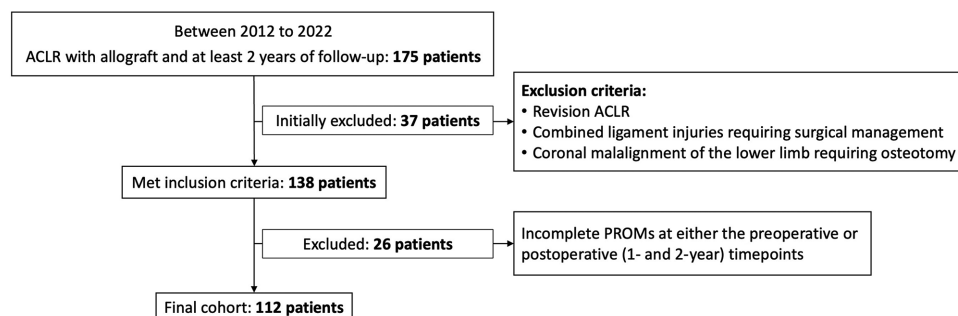 Between 2012 to 2022
ACLR with allograft and at least 2 years of follow-up: 175 patients
Initially excluded: 37 patients
Exclusion criteria:
• Revision ACLR
• Combined ligament injuries requiring surgical management
• Coronal malalignment of the lower limb requiring osteotomy
Met inclusion criteria: 138 patients
Excluded: 26 patients
Incomplete PROMs at either the preoperative or
postoperative (1- and 2-year) timepoints
Final cohort: 112 patients